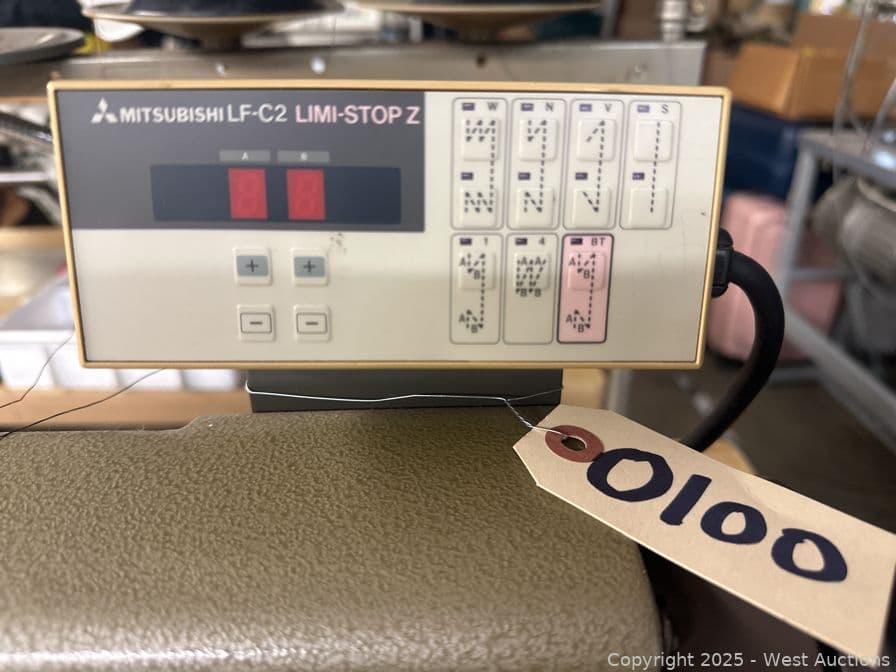 MITSUBISHI LF-C2 LIMI-STOP Z
A B
W N V S
1 4 BT
A B A A B B A B
A B A B
+ +
- -
0100
Copyright 2025 - West Auctions